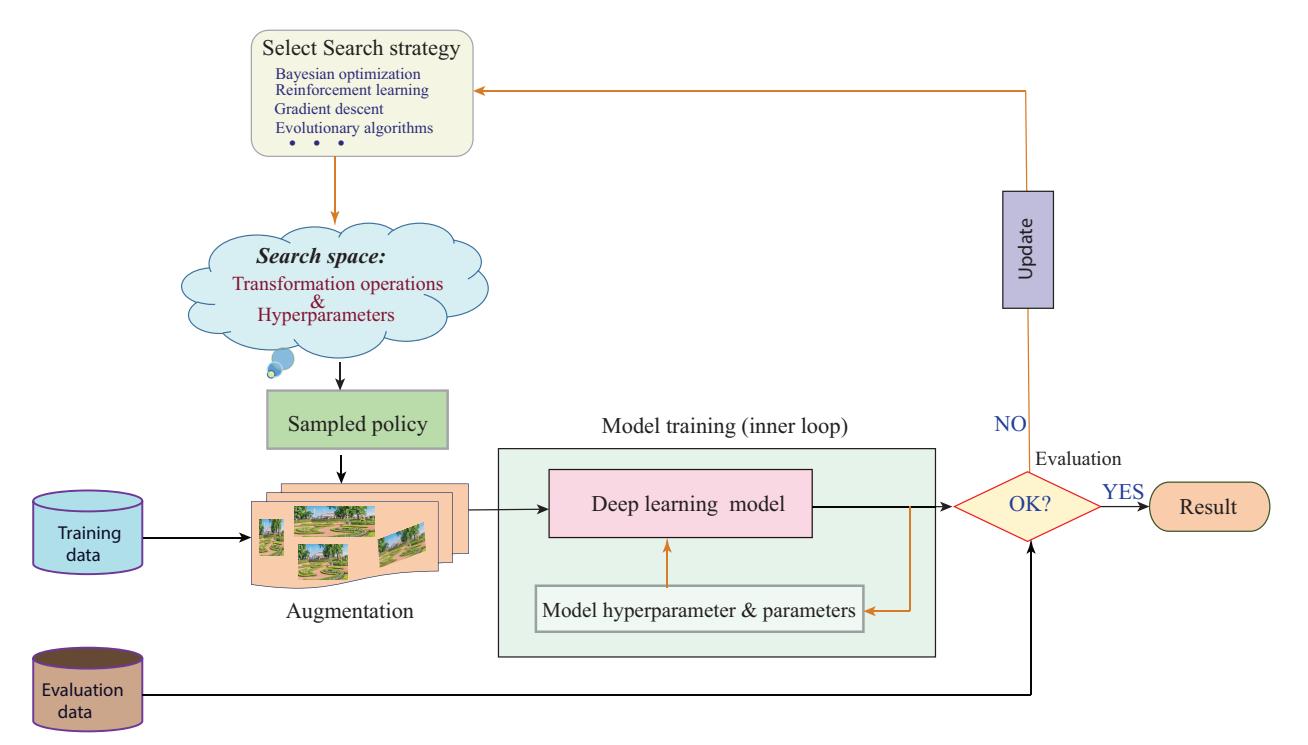 Select Search strategy
Bayesian optimization
Reinforcement learning
Gradient descent
Evolutionary algorithms
• • •
Update
Search space:
Transformation operations
&
Hyperparameters
Sampled policy
NO
Model training (inner loop)
Evaluation
Training
data
Deep learning model
OK?
YES
Result
Augmentation
Model hyperparameter & parameters
Evaluation
data